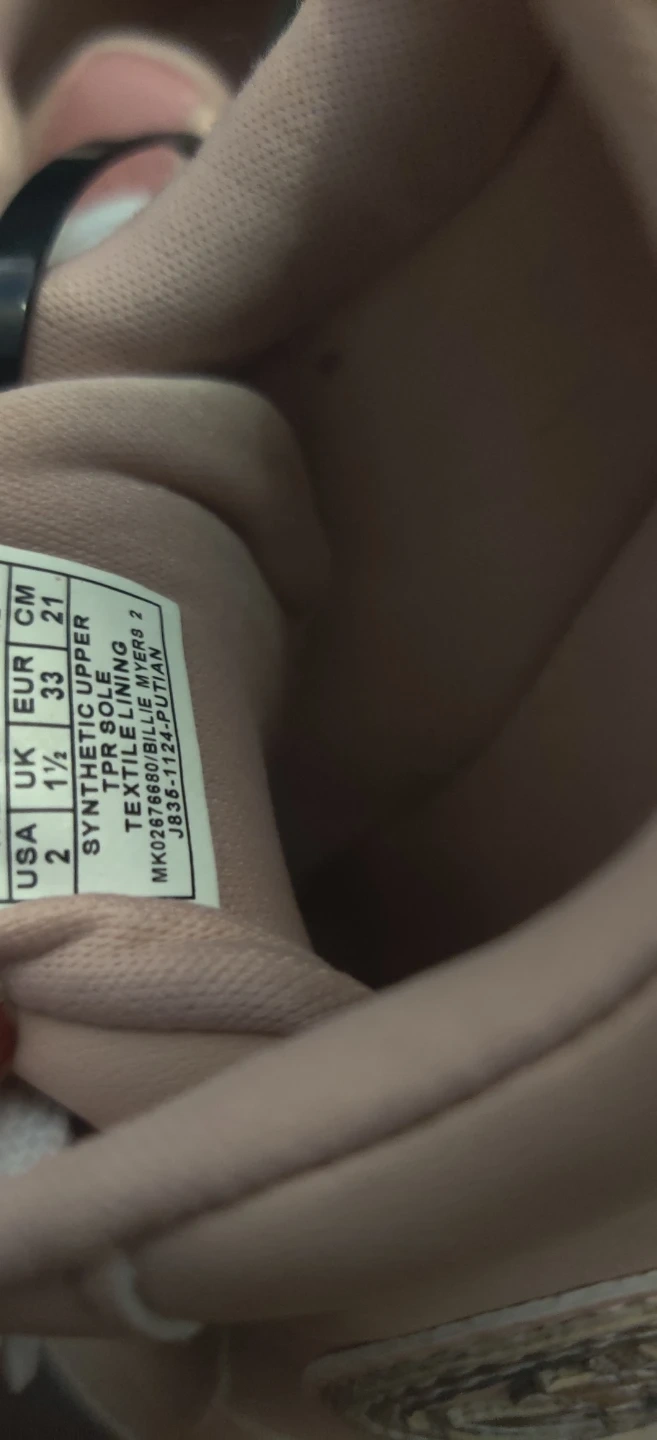 USA UK EUR CM
2 1½ 33 21
SYNTHETIC UPPER
TPR SOLE
TEXTILE LINING
MK02676680/BILLIE MYERS 2
J835-1124-PUTIAN